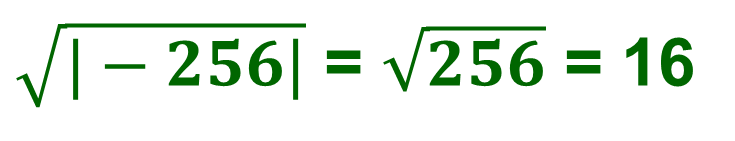 √|− 256| = √256 = 16